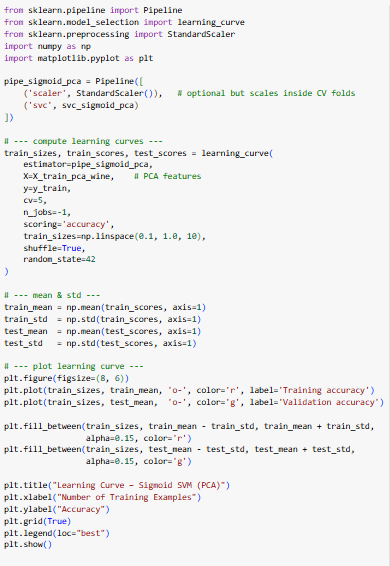 from sklearn.pipeline import Pipeline
from sklearn.model_selection import learning_curve
from sklearn.preprocessing import StandardScaler
import numpy as np
import matplotlib.pyplot as plt

pipe_sigmoid_pca = Pipeline([
    ('scaler', StandardScaler()),   # optional but scales inside CV folds
    ('svc', svc_sigmoid_pca)
])

# --- compute learning curves ---
train_sizes, train_scores, test_scores = learning_curve(
    estimator=pipe_sigmoid_pca,
    X=X_train_pca_wine,    # PCA features
    y=y_train,
    cv=5,
    n_jobs=-1,
    scoring='accuracy',
    train_sizes=np.linspace(0.1, 1.0, 10),
    shuffle=True,
    random_state=42
)

# --- mean & std ---
train_mean = np.mean(train_scores, axis=1)
train_std  = np.std(train_scores, axis=1)
test_mean  = np.mean(test_scores, axis=1)
test_std   = np.std(test_scores, axis=1)

# --- plot learning curve ---
plt.figure(figsize=(8, 6))
plt.plot(train_sizes, train_mean, 'o-', color='r', label='Training accuracy')
plt.plot(train_sizes, test_mean,  'o-', color='g', label='Validation accuracy')

plt.fill_between(train_sizes, train_mean - train_std, train_mean + train_std,
                 alpha=0.15, color='r')
plt.fill_between(train_sizes, test_mean - test_std, test_mean + test_std,
                 alpha=0.15, color='g')

plt.title("Learning Curve – Sigmoid SVM (PCA)")
plt.xlabel("Number of Training Examples")
plt.ylabel("Accuracy")
plt.grid(True)
plt.legend(loc="best")
plt.show()